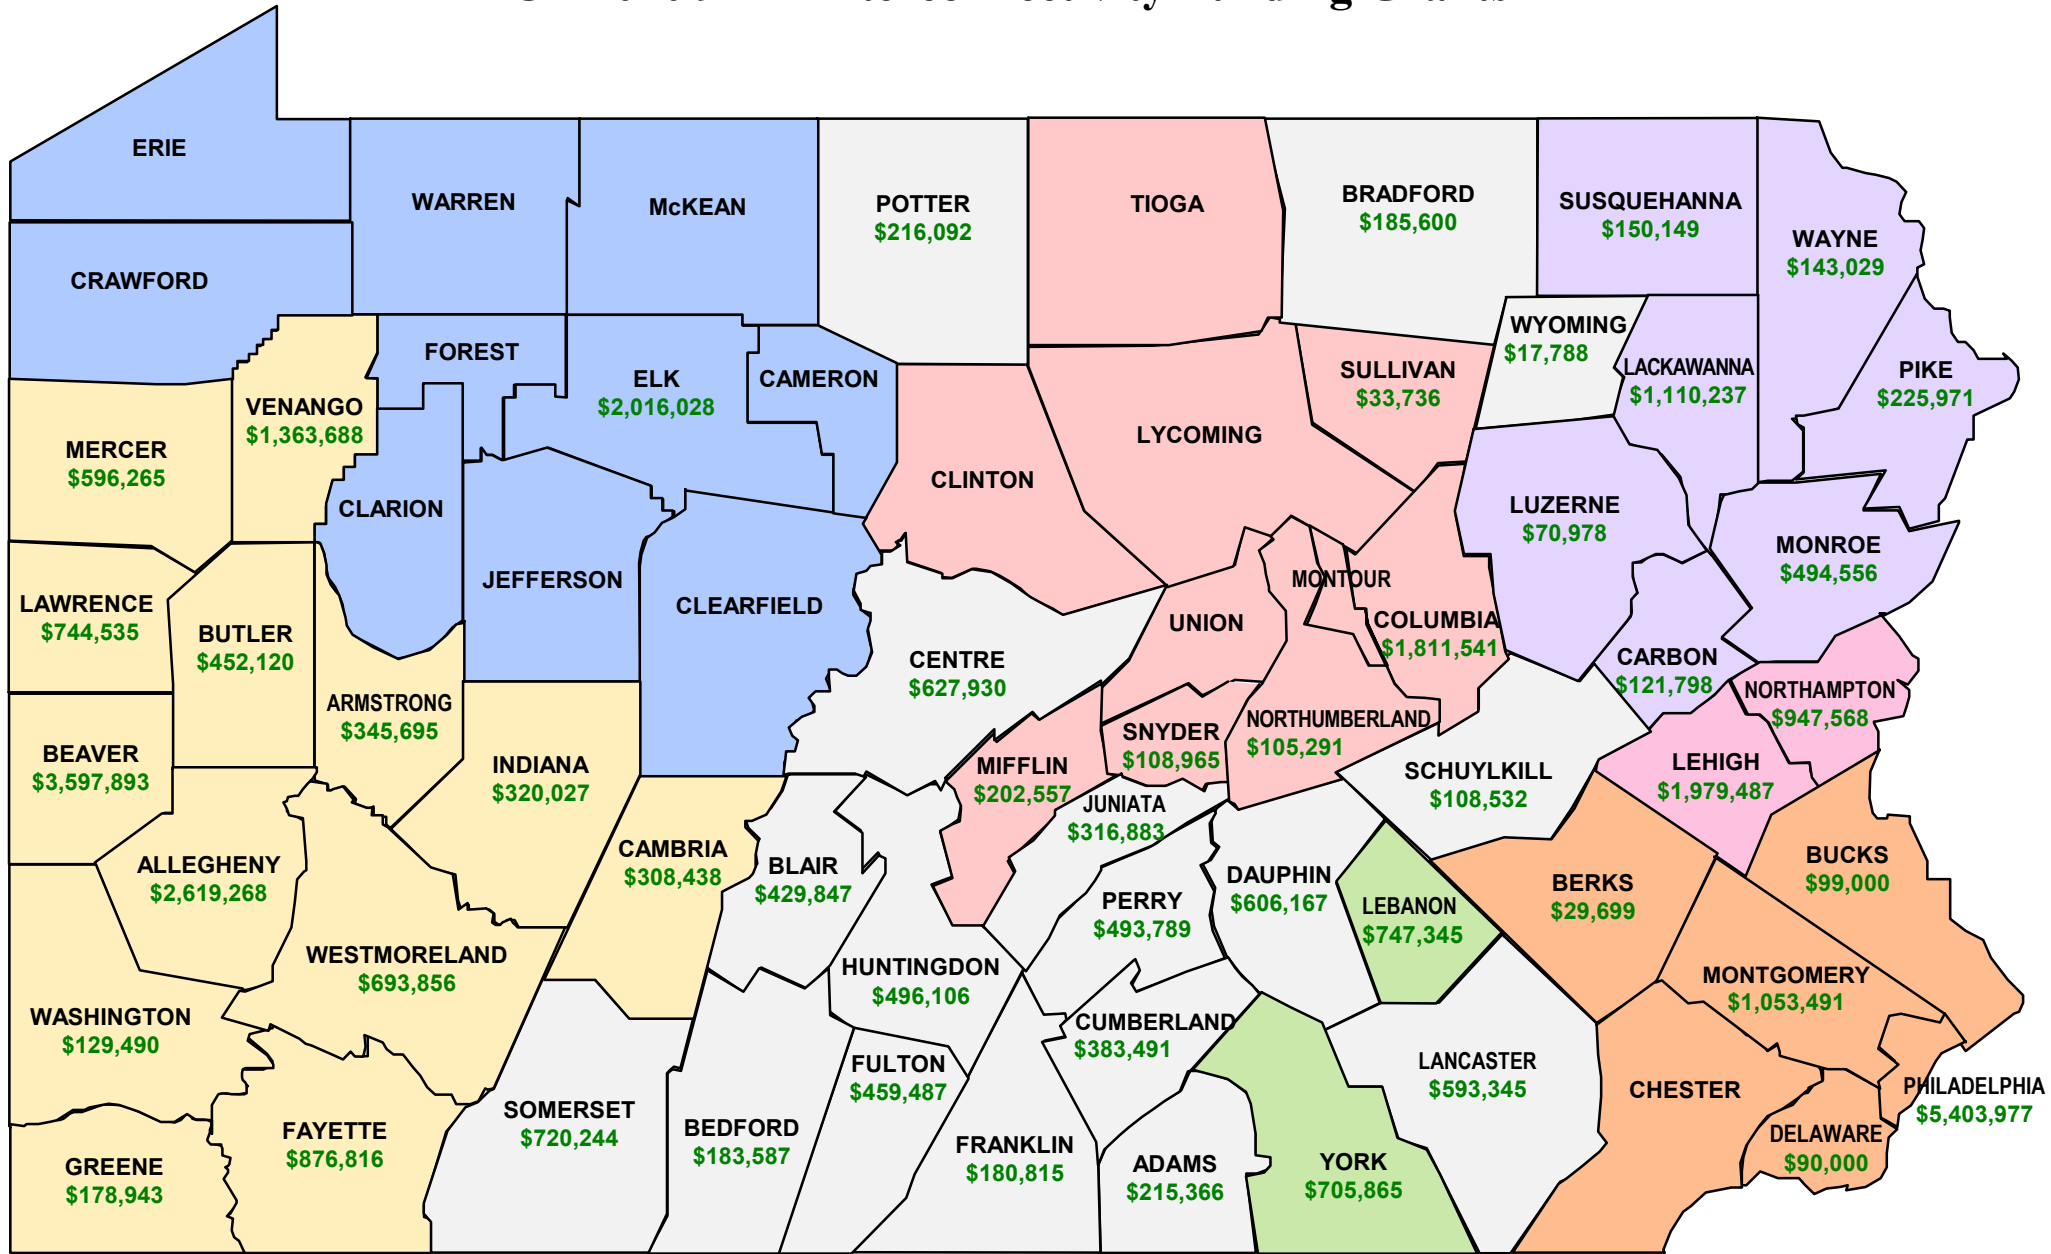 ERIE
WARREN
McKEAN
POTTER
$216,092
TIOGA
BRADFORD
$185,600
SUSQUEHANNA
$150,149
WAYNE
$143,029
CRAWFORD
FOREST
ELK
$2,016,028
CAMERON
SULLIVAN
$33,736
WYOMING
$17,788
LACKAWANNA
$1,110,237
PIKE
$225,971
MERCER
$596,265
VENANGO
$1,363,688
CLARION
CLINTON
LYCOMING
LUZERNE
$70,978
MONROE
$494,556
LAWRENCE
$744,535
BUTLER
$452,120
JEFFERSON
CLEARFIELD
CENTRE
$627,930
UNION
MONTOUR
COLUMBIA
$1,811,541
CARBON
$121,798
NORTHAMPTON
$947,568
BEAVER
$3,597,893
ARMSTRONG
$345,695
INDIANA
$320,027
MIFFLIN
$202,557
SNYDER
$108,965
NORTHUMBERLAND
$105,291
SCHUYLKILL
$108,532
LEHIGH
$1,979,487
ALLEGHENY
$2,619,268
CAMBRIA
$308,438
BLAIR
$429,847
JUNIATA
$316,883
PERRY
$493,789
DAUPHIN
$606,167
LEBANON
$747,345
BERKS
$29,699
BUCKS
$99,000
WESTMORELAND
$693,856
HUNTINGDON
$496,106
MONTGOMERY
$1,053,491
WASHINGTON
$129,490
CUMBERLAND
$383,491
FULTON
$459,487
LANCASTER
$593,345
CHESTER
PHILADELPHIA
$5,403,977
GREENE
$178,943
FAYETTE
$876,816
SOMERSET
$720,244
BEDFORD
$183,587
FRANKLIN
$180,815
ADAMS
$215,366
YORK
$705,865
DELAWARE
$90,000